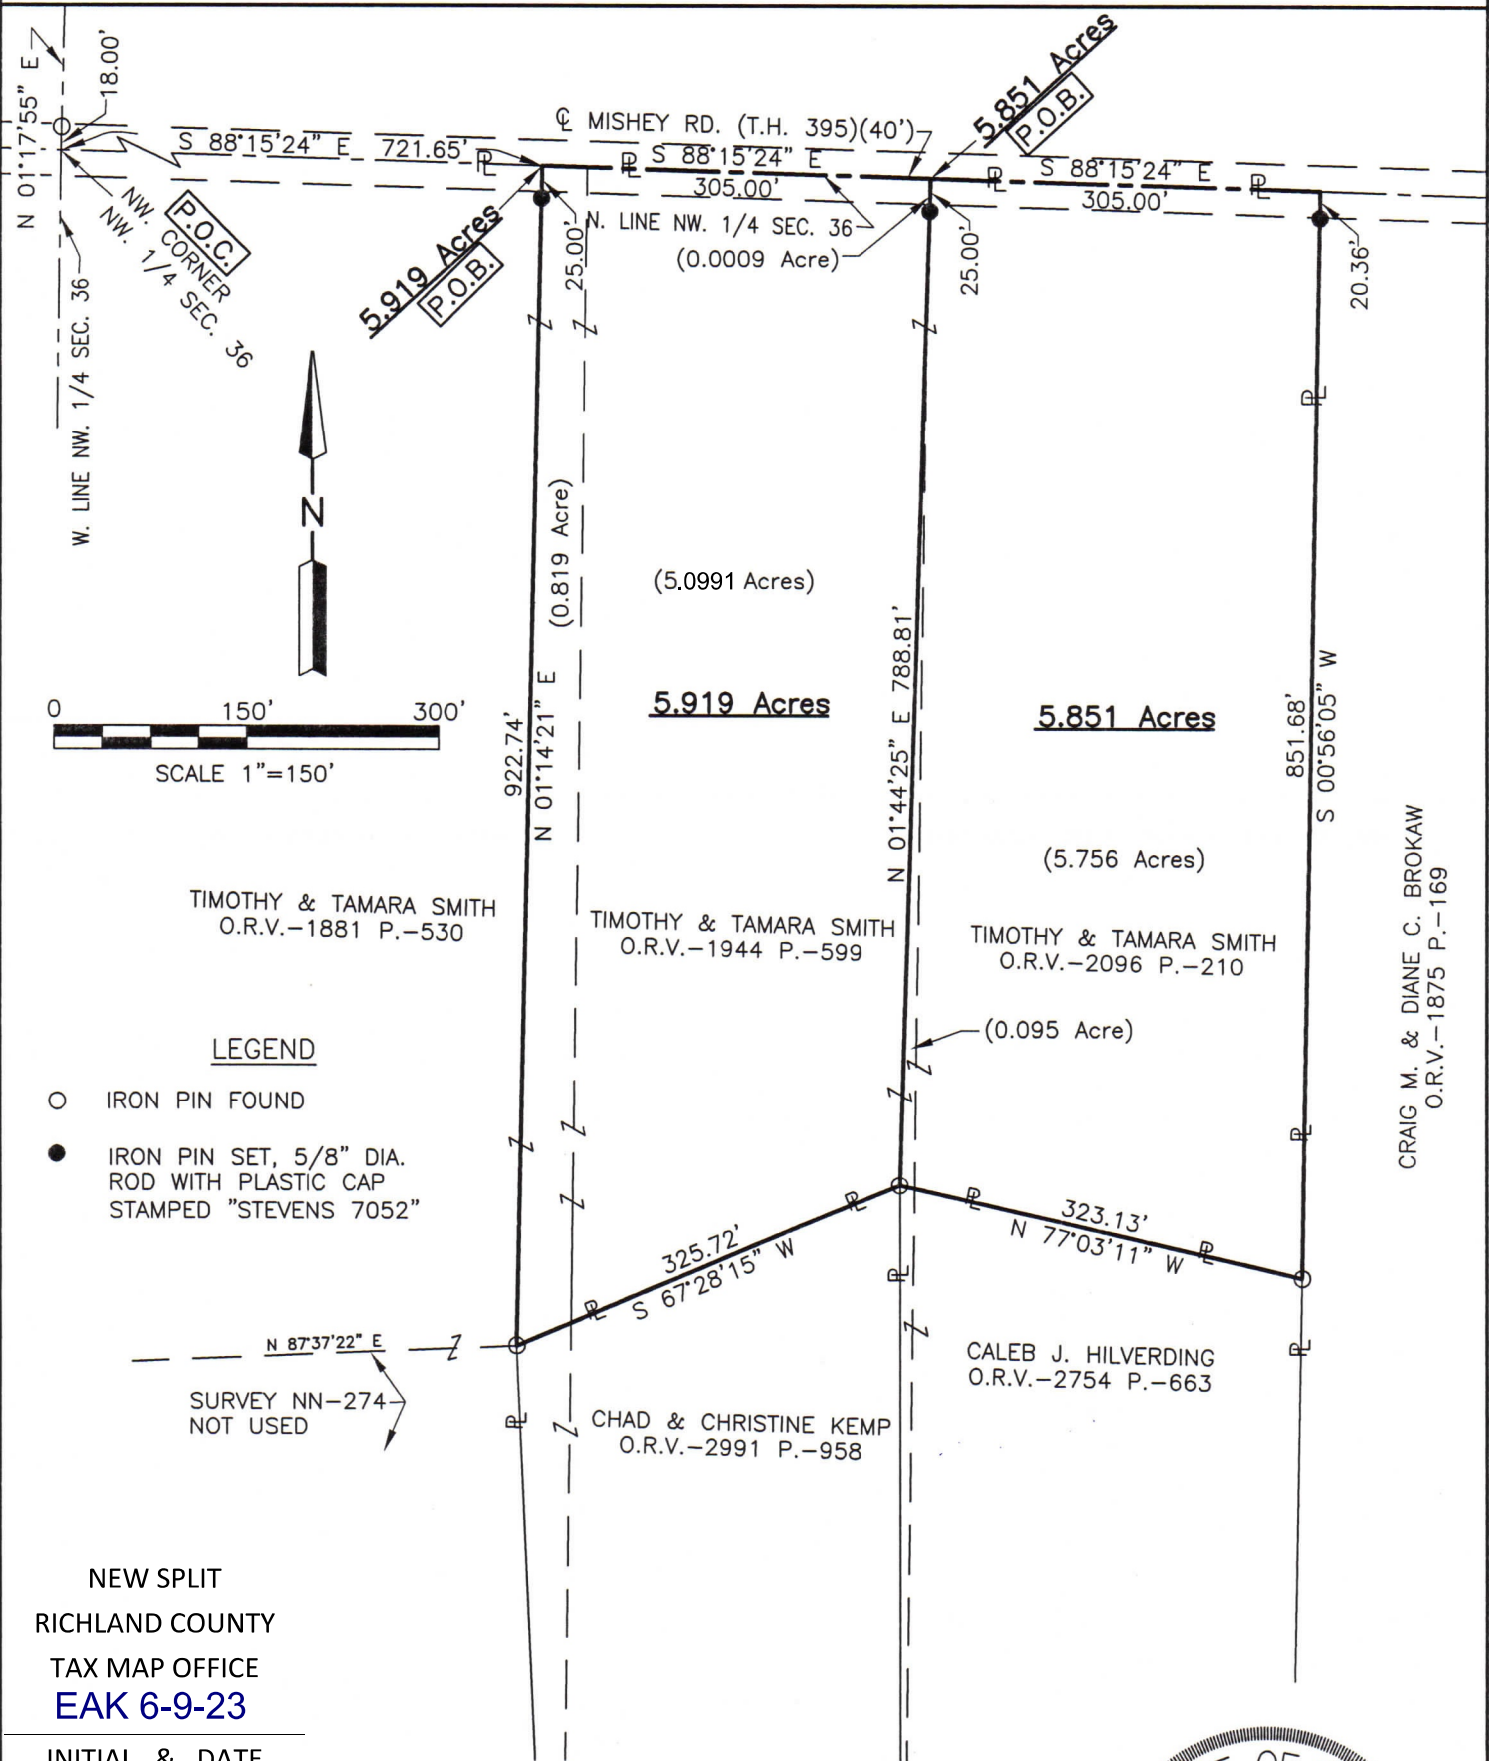 N 01°17'55" E
18.00'
S 88°15'24" E 721.65'
℄ MISHEY RD. (T.H. 395)(40')
5.851 Acres
P.O.B.
S 88°15'24" E
305.00'
S 88°15'24" E
305.00'
P.O.C.
NW. CORNER
NW. 1/4 SEC. 36
5.919 Acres
P.O.B.
25.00'
N. LINE NW. 1/4 SEC. 36
(0.0009 Acre)
25.00'
20.36'
W. LINE NW. 1/4 SEC. 36
N
(0.819 Acre)
(5.0991 Acres)
0 150' 300'
SCALE 1"=150'
922.74'
N 01°14'21" E
5.919 Acres
N 01°44'25" E 788.81'
5.851 Acres
851.68'
S 00°56'05" W
(5.756 Acres)
TIMOTHY & TAMARA SMITH
O.R.V.-1881 P.-530
TIMOTHY & TAMARA SMITH
O.R.V.-1944 P.-599
TIMOTHY & TAMARA SMITH
O.R.V.-2096 P.-210
CRAIG M. & DIANE C. BROKAW
O.R.V.-1875 P.-169
(0.095 Acre)
LEGEND
IRON PIN FOUND
IRON PIN SET, 5/8" DIA.
ROD WITH PLASTIC CAP
STAMPED "STEVENS 7052"
325.72'
S 67°28'15" W
323.13'
N 77°03'11" W
N 87°37'22" E
SURVEY NN-274
NOT USED
CHAD & CHRISTINE KEMP
O.R.V.-2991 P.-958
CALEB J. HILVERDING
O.R.V.-2754 P.-663
NEW SPLIT
RICHLAND COUNTY
TAX MAP OFFICE
EAK 6-9-23
INITIAL & DATE
OF